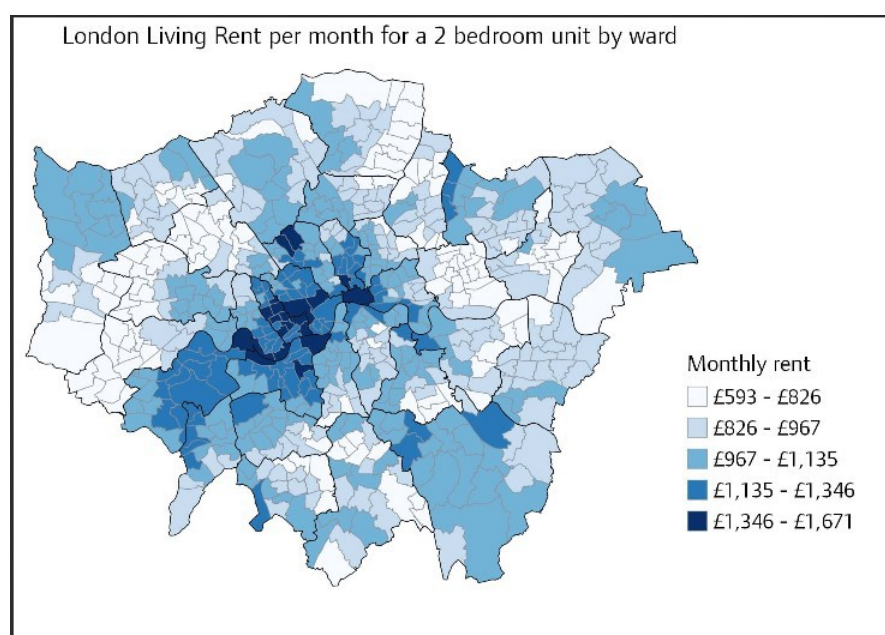 London Living Rent per month for a 2 bedroom unit by ward
Monthly rent
£593 - £826
£826 - £967
£967 - £1,135
£1,135 - £1,346
£1,346 - £1,671